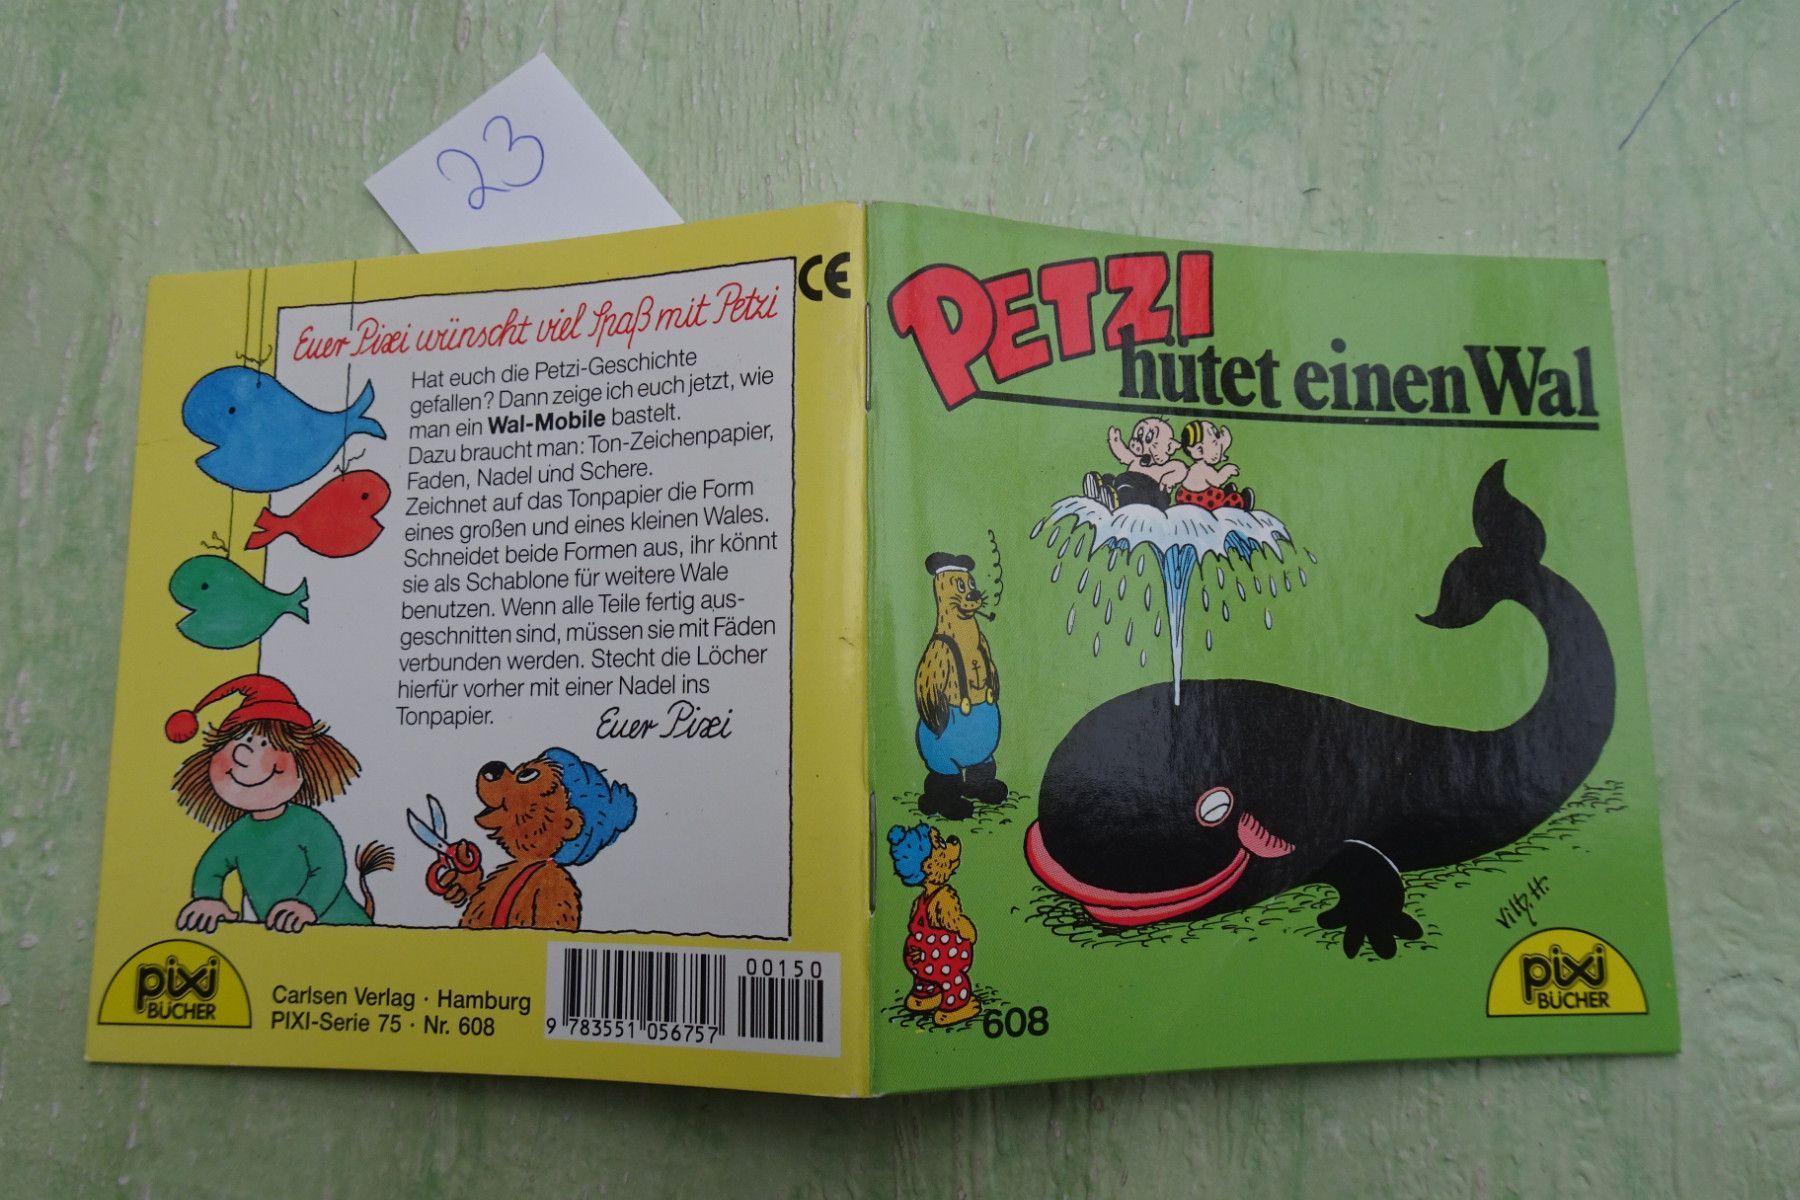 23
CE
Euer Pixi wünscht viel Spaß mit Petzi
Hat euch die Petzi-Geschichte
gefallen? Dann zeige ich euch jetzt, wie
man ein Wal-Mobile bastelt.
Dazu braucht man: Ton-Zeichenpapier,
Faden, Nadel und Schere.
Zeichnet auf das Tonpapier die Form
eines großen und eines kleinen Wales.
Schneidet beide Formen aus, ihr könnt
sie als Schablone für weitere Wale
benutzen. Wenn alle Teile fertig aus-
geschnitten sind, müssen sie mit Fäden
verbunden werden. Stecht die Löcher
hierfür vorher mit einer Nadel ins
Tonpapier.
Euer Pixi
pixi
BÜCHER
Carlsen Verlag · Hamburg
PIXI-Serie 75 · Nr. 608
00150
9 783551 056757
PETZI
hütet einen Wal
Vilh. H.
608
pixi
BÜCHER